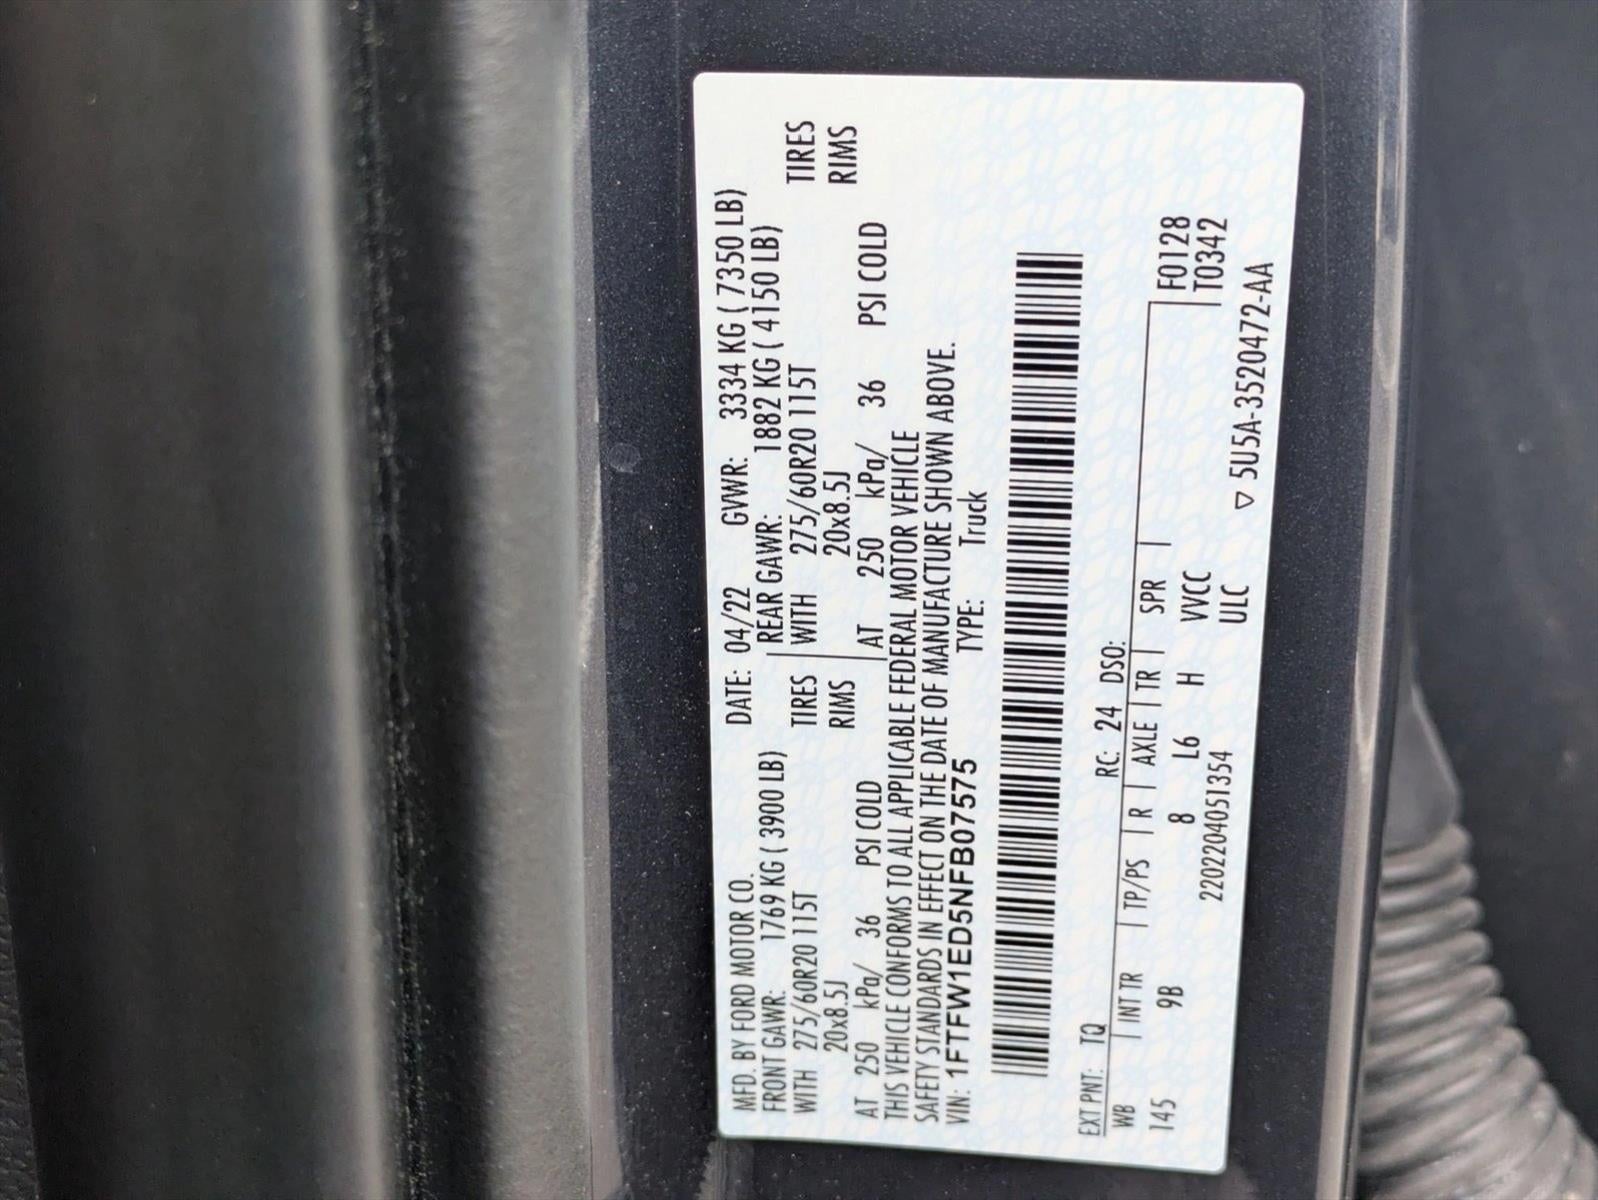 MFD. BY FORD MOTOR CO. DATE: 04/22 GVWR: 3334 KG ( 7350 LB)
FRONT GAWR: 1769 KG ( 3900 LB) REAR GAWR: 1882 KG ( 4150 LB)
WITH 275/60R20 115T TIRES WITH 275/60R20 115T TIRES
20x8.5J RIMS 20x8.5J RIMS
AT 250 kPa/ 36 PSI COLD AT 250 kPa/ 36 PSI COLD
THIS VEHICLE CONFORMS TO ALL APPLICABLE FEDERAL MOTOR VEHICLE
SAFETY STANDARDS IN EFFECT ON THE DATE OF MANUFACTURE SHOWN ABOVE.
VIN: 1FTFW1ED5NFB07575 TYPE: Truck
EXT PNT: TQ RC: 24 DSO:
WB | INT TR | TP/PS | R | AXLE | TR | SPR | F0128
145 9B 8 L6 H VVCC T0342
2202204051354 ULC
▽ 5U5A-3520472-AA